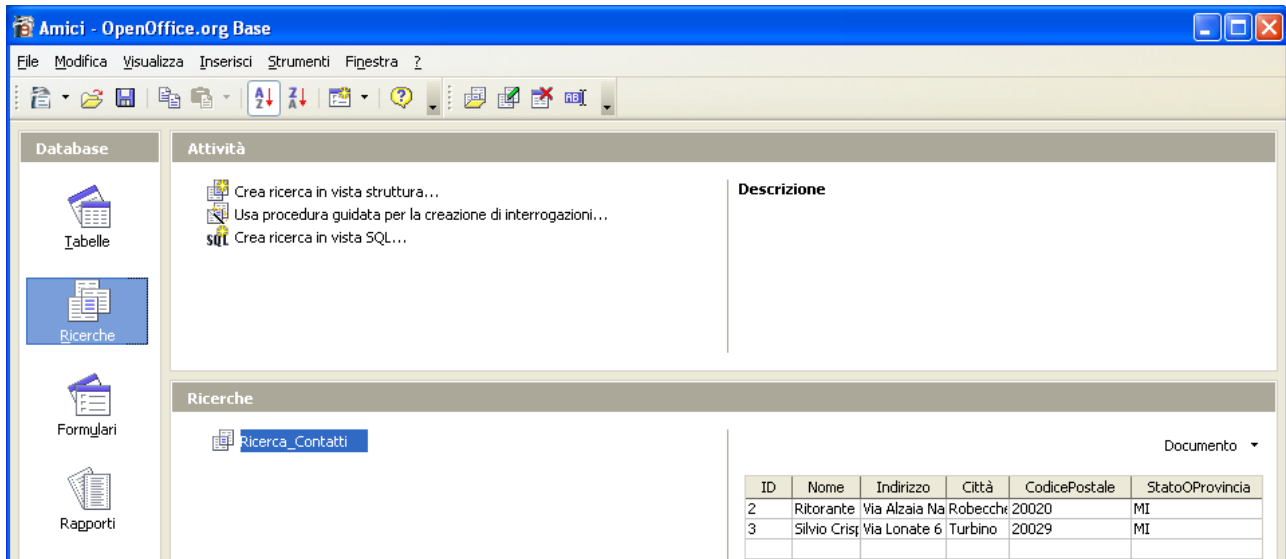 Amici - OpenOffice.org Base
File Modifica Visualizza Inserisci Strumenti Finestra ?
Database
Attività
Tabelle
Ricerche
Formulari
Rapporti
Crea ricerca in vista struttura...
Usa procedura guidata per la creazione di interrogazioni...
SQL Crea ricerca in vista SQL...
Descrizione
Ricerche
Ricerca_Contatti
Documento
ID Nome Indirizzo Città CodicePostale StatoOProvincia
2 Ritorante Via Alzaia Na Robecche 20020 MI
3 Silvio Crisp Via Lonate 6 Turbino 20029 MI